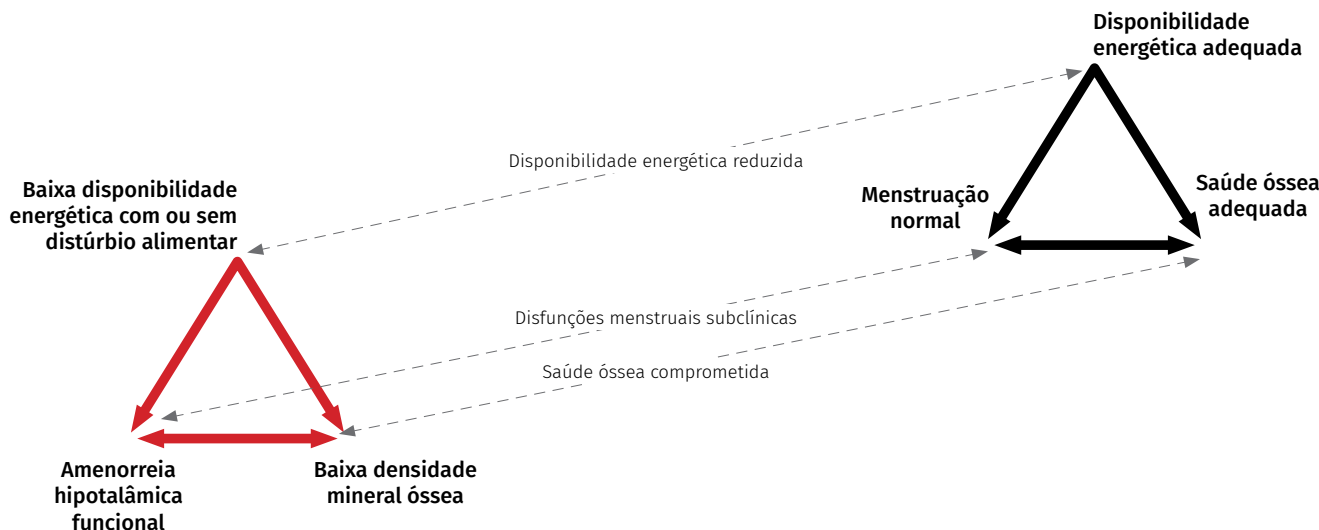 Disponibilidade
energética adequada
Disponibilidade energética reduzida
Baixa disponibilidade
energética com ou sem
distúrbio alimentar
Menstruação
normal
Saúde óssea
adequada
Disfunções menstruais subclínicas
Saúde óssea comprometida
Amenorreia
hipotalâmica
funcional
Baixa densidade
mineral óssea